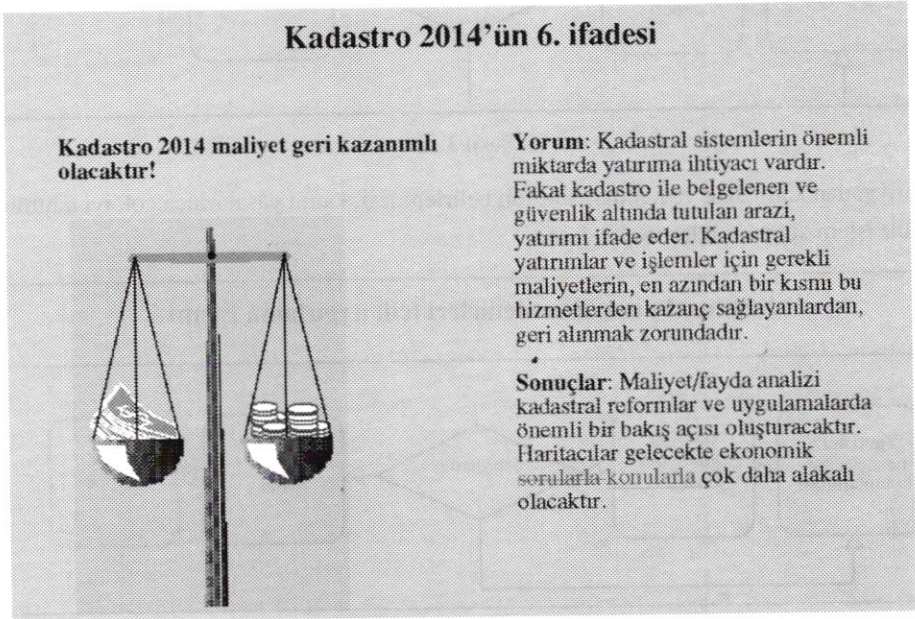 Kadastro 2014'ün 6. ifadesi
Kadastro 2014 maliyet geri kazanımlı
olacaktır!
Yorum: Kadastral sistemlerin önemli
miktarda yatırıma ihtiyacı vardır.
Fakat kadastro ile belgelenen ve
güvenlik altında tutulan arazi,
yatırımı ifade eder. Kadastral
yatırımlar ve işlemler için gerekli
maliyetlerin, en azından bir kısmı bu
hizmetlerden kazanç sağlayanlardan,
geri alınmak zorundadır.
Sonuçlar: Maliyet/fayda analizi
kadastral reformlar ve uygulamalarda
önemli bir bakış açısı oluşturacaktır.
Haritacılar gelecekte ekonomik
sorularla konularla çok daha alakalı
olacaktır.